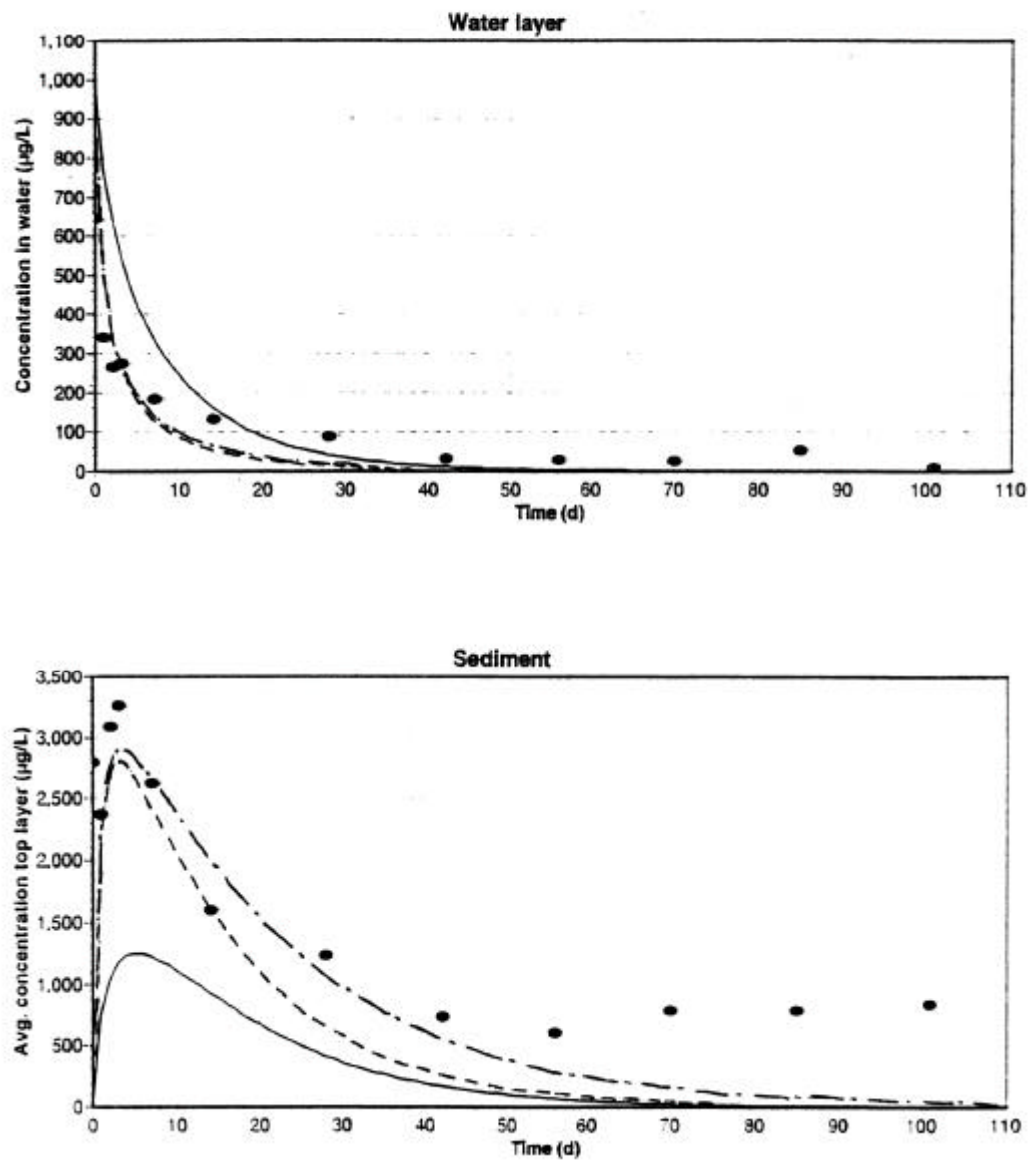 Water layer
1,100
1,000
900
800
700
600
500
400
300
200
100
0
Concentration in water (µg/L)
0 10 20 30 40 50 60 70 80 90 100 110
Time (d)
Sediment
3,500
3,000
2,500
2,000
1,500
1,000
500
0
Avg. concentration top layer (µg/L)
0 10 20 30 40 50 60 70 80 90 100 110
Time (d)